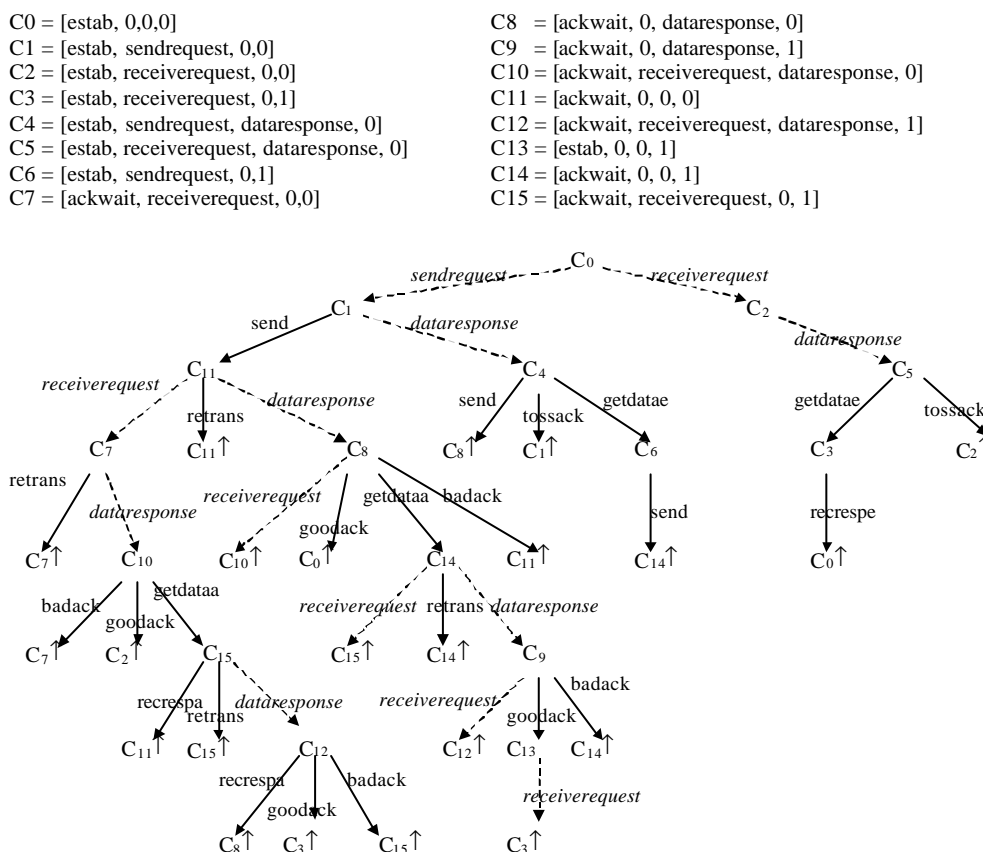 C0 = [estab, 0,0,0]
C1 = [estab, sendrequest, 0,0]
C2 = [estab, receiverequest, 0,0]
C3 = [estab, receiverequest, 0,1]
C4 = [estab, sendrequest, dataresponse, 0]
C5 = [estab, receiverequest, dataresponse, 0]
C6 = [estab, sendrequest, 0,1]
C7 = [ackwait, receiverequest, 0,0]
C8 = [ackwait, 0, dataresponse, 0]
C9 = [ackwait, 0, dataresponse, 1]
C10 = [ackwait, receiverequest, dataresponse, 0]
C11 = [ackwait, 0, 0, 0]
C12 = [ackwait, receiverequest, dataresponse, 1]
C13 = [estab, 0, 0, 1]
C14 = [ackwait, 0, 0, 1]
C15 = [ackwait, receiverequest, 0, 1]
C0
sendrequest receiverequest
C1 C2
send dataresponse dataresponse
C11 C4 C5
receiverequest retrans dataresponse send tossack getdatae getdatae tossack
C7 C11↑ C8 C8↑ C1↑ C6 C3 C2↑
retrans dataresponse receiverequest goodack getdataa badack send recrespe
C7↑ C10 C10↑ C0↑ C14 C11↑ C14↑ C0↑
badack goodack getdataa receiverequest retrans dataresponse
C7↑ C2↑ C15 C15↑ C14↑ C9
recrespa retrans dataresponse receiverequest goodack badack
C11↑ C15↑ C12 C12↑ C13 C14↑
recrespa goodack badack receiverequest
C8↑ C3↑ C15↑ C3↑